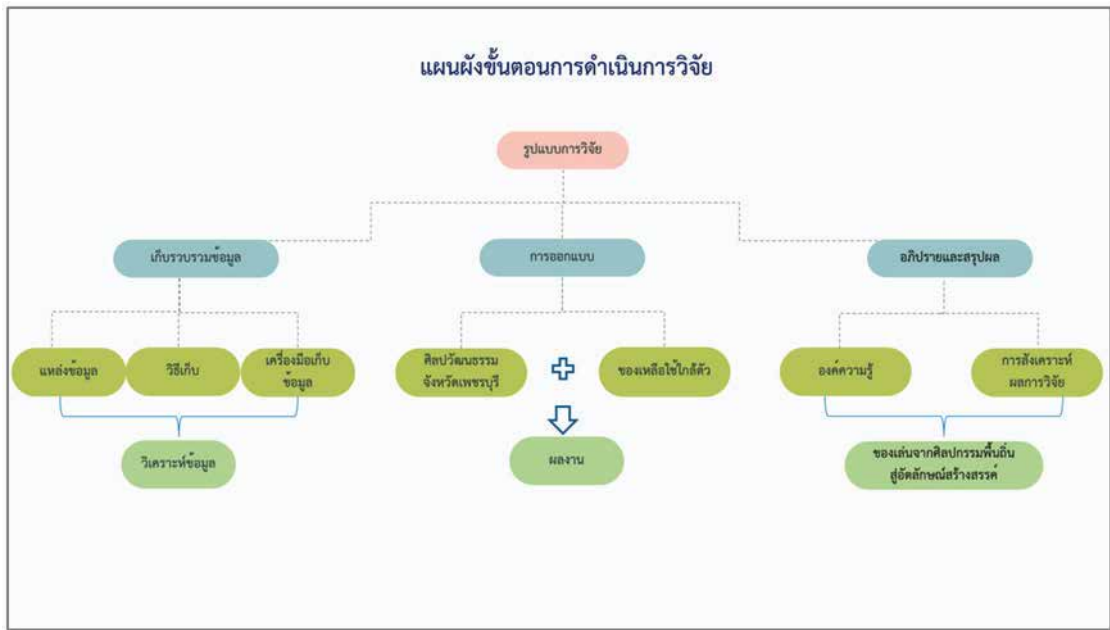 แผนผังขั้นตอนการดำเนินการวิจัย
รูปแบบการวิจัย
เก็บรวบรวมข้อมูล
การออกแบบ
อภิปรายและสรุปผล
แหล่งข้อมูล
วิธีเก็บ
เครื่องมือเก็บ
ข้อมูล
ศิลปวัฒนธรรม
จังหวัดเพชรบุรี
ของเหลือใช้ใกล้ตัว
องค์ความรู้
การสังเคราะห์
ผลการวิจัย
วิเคราะห์ข้อมูล
ผลงาน
ของเล่นจากศิลปกรรมพื้นถิ่น
สู่อัตลักษณ์สร้างสรรค์